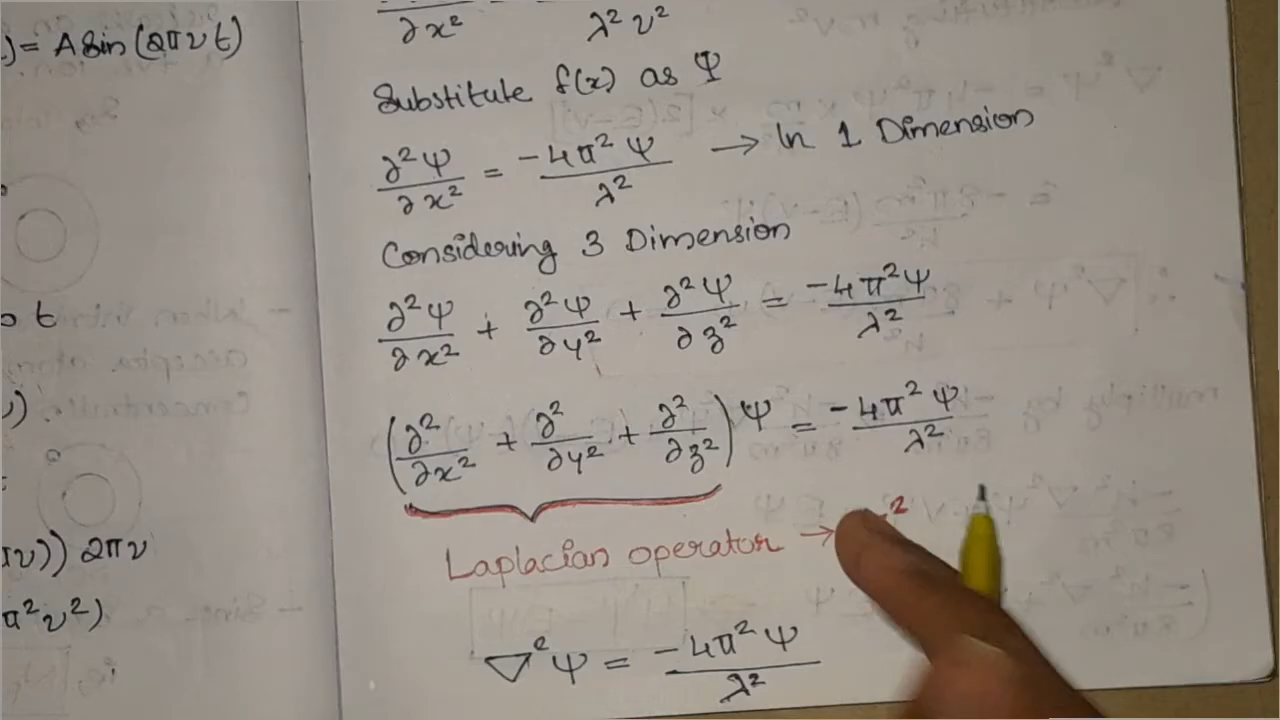 ) = A Sin (2πνt)
∂x² λ²ν²
Substitute f(x) as Ψ
∂²Ψ/∂x² = -4π²Ψ/λ² → In 1 Dimension
Considering 3 Dimension
∂²Ψ/∂x² + ∂²Ψ/∂y² + ∂²Ψ/∂z² = -4π²Ψ/λ²
t
(∂²/∂x² + ∂²/∂y² + ∂²/∂z²)Ψ = -4π²Ψ/λ²
ν)) 2πν
Laplacian operator → ²
π²ν²)
∇²Ψ = -4π²Ψ/λ²